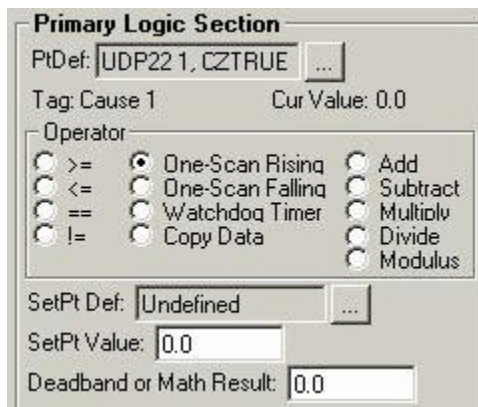 Primary Logic Section
PtDef: UDP22 1, CZTRUE ...
Tag: Cause 1 Cur Value: 0.0
Operator
>= One-Scan Rising Add
<= One-Scan Falling Subtract
== Watchdog Timer Multiply
!= Copy Data Divide
Modulus
SetPt Def: Undefined ...
SetPt Value: 0.0
Deadband or Math Result: 0.0